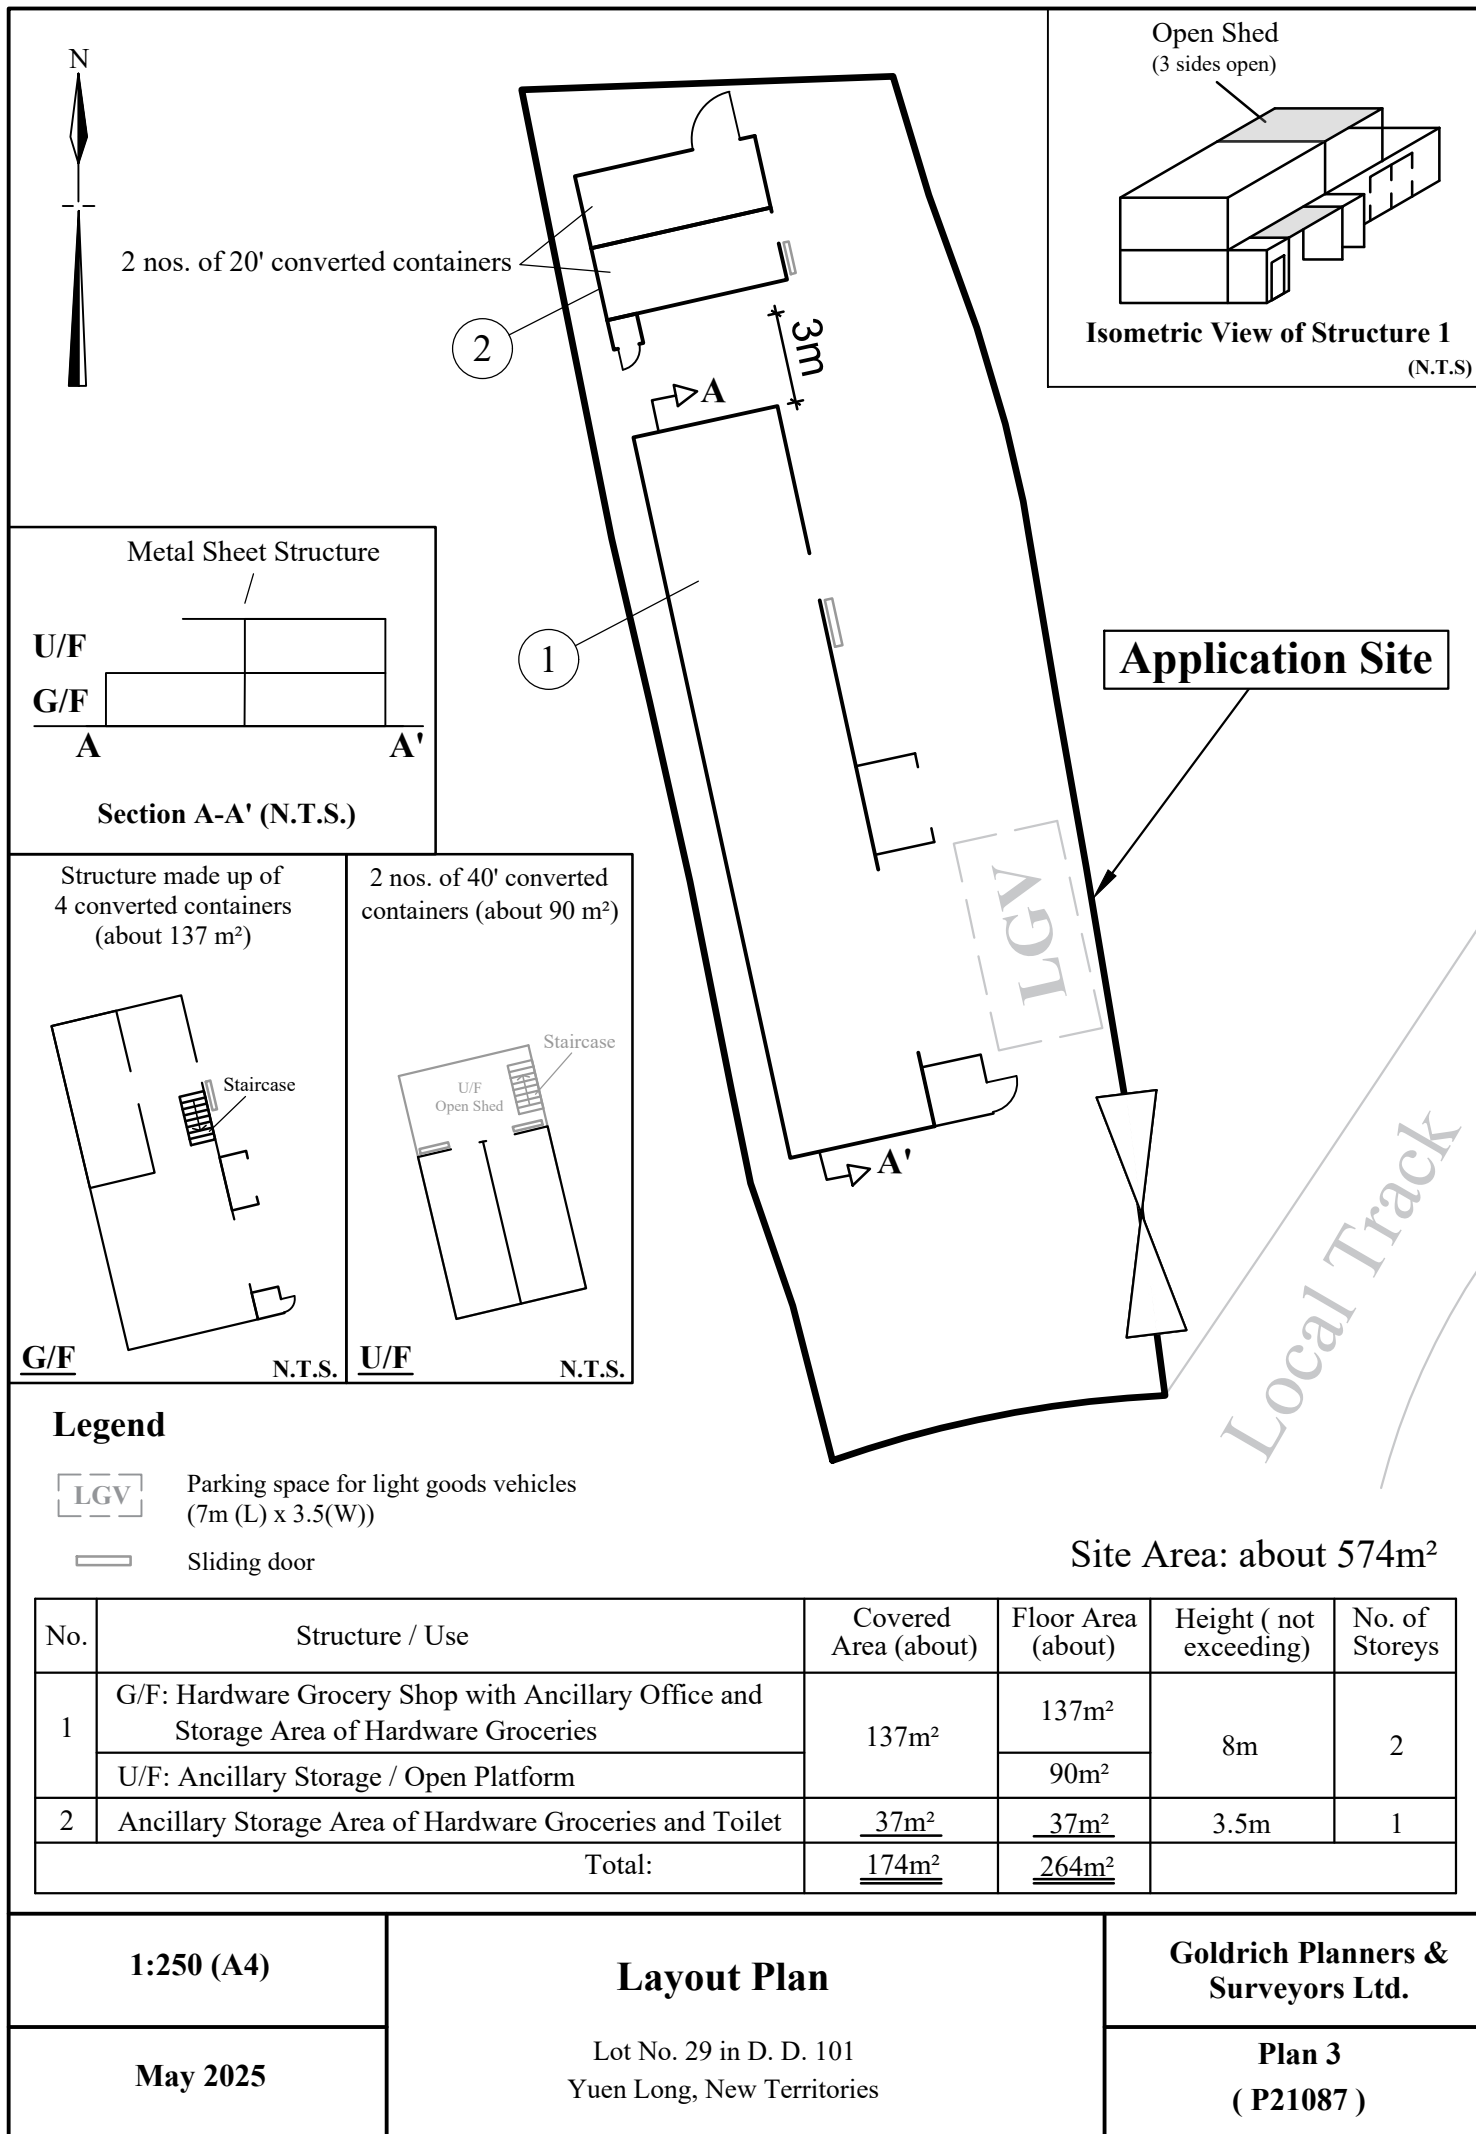 N
Open Shed
(3 sides open)
Isometric View of Structure 1
(N.T.S)
2 nos. of 20' converted containers
2
3m
A
1
Metal Sheet Structure
U/F
G/F
A
A'
Section A-A' (N.T.S.)
Application Site
Structure made up of
4 converted containers
(about 137 m²)
Staircase
G/F
N.T.S.
2 nos. of 40' converted
containers (about 90 m²)
Staircase
U/F
Open Shed
U/F
N.T.S.
LGV
A'
Local Track
Legend
LGV
Parking space for light goods vehicles
(7m (L) x 3.5(W))
Sliding door
Site Area: about 574m²
No.
Structure / Use
Covered
Area (about)
Floor Area
(about)
Height ( not
exceeding)
No. of
Storeys
1
G/F: Hardware Grocery Shop with Ancillary Office and
Storage Area of Hardware Groceries
137m²
137m²
8m
2
U/F: Ancillary Storage / Open Platform
90m²
2
Ancillary Storage Area of Hardware Groceries and Toilet
37m²
37m²
3.5m
1
Total:
174m²
264m²
1:250 (A4)
May 2025
Layout Plan
Lot No. 29 in D. D. 101
Yuen Long, New Territories
Goldrich Planners &
Surveyors Ltd.
Plan 3
( P21087 )